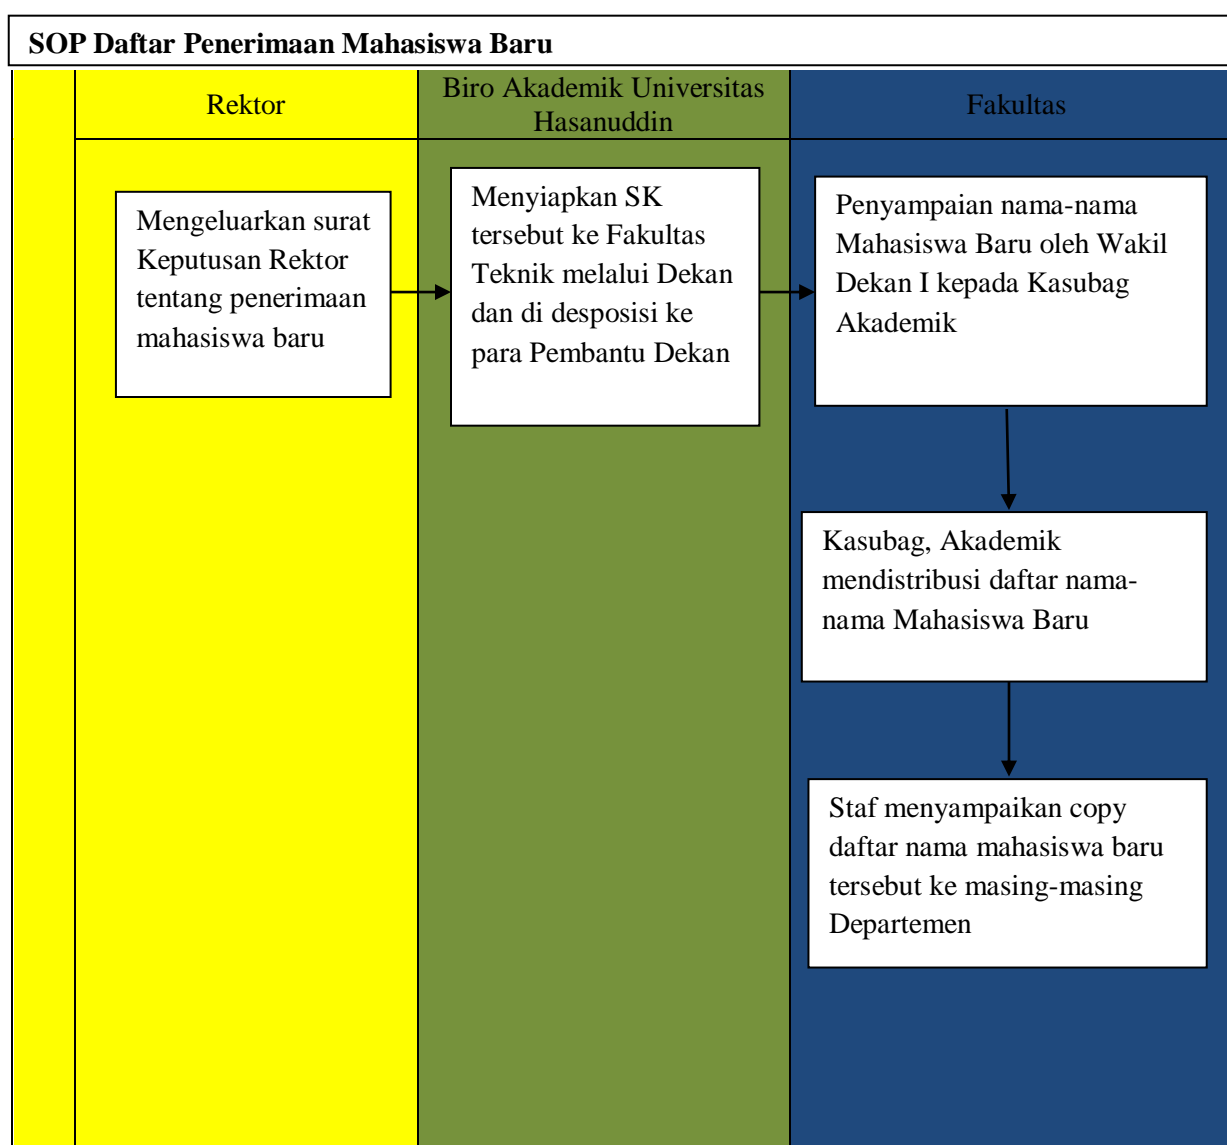 SOP Daftar Penerimaan Mahasiswa Baru
Rektor
Biro Akademik Universitas
Hasanuddin
Fakultas
Mengeluarkan surat
Keputusan Rektor
tentang penerimaan
mahasiswa baru
Menyiapkan SK
tersebut ke Fakultas
Teknik melalui Dekan
dan di desposisi ke
para Pembantu Dekan
Penyampaian nama-nama
Mahasiswa Baru oleh Wakil
Dekan I kepada Kasubag
Akademik
Kasubag, Akademik
mendistribusi daftar nama-
nama Mahasiswa Baru
Staf menyampaikan copy
daftar nama mahasiswa baru
tersebut ke masing-masing
Departemen